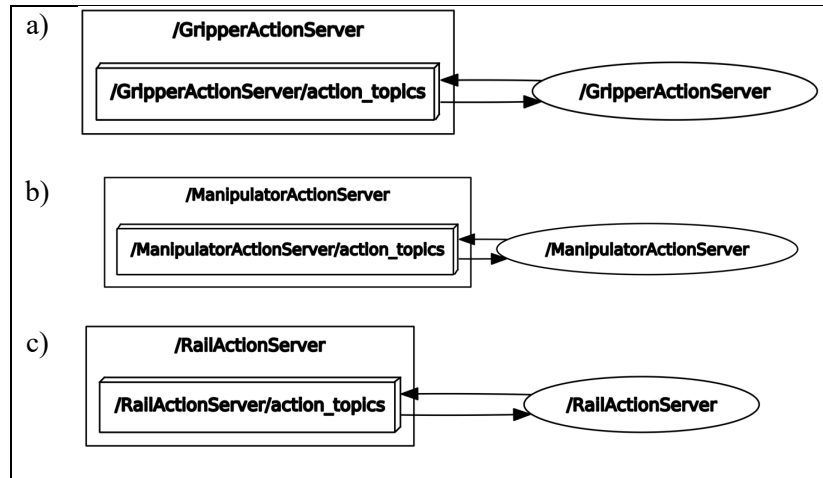 a)
/GripperActionServer
/GripperActionServer/action_topics
/GripperActionServer
b)
/ManipulatorActionServer
/ManipulatorActionServer/action_topics
/ManipulatorActionServer
c)
/RailActionServer
/RailActionServer/action_topics
/RailActionServer